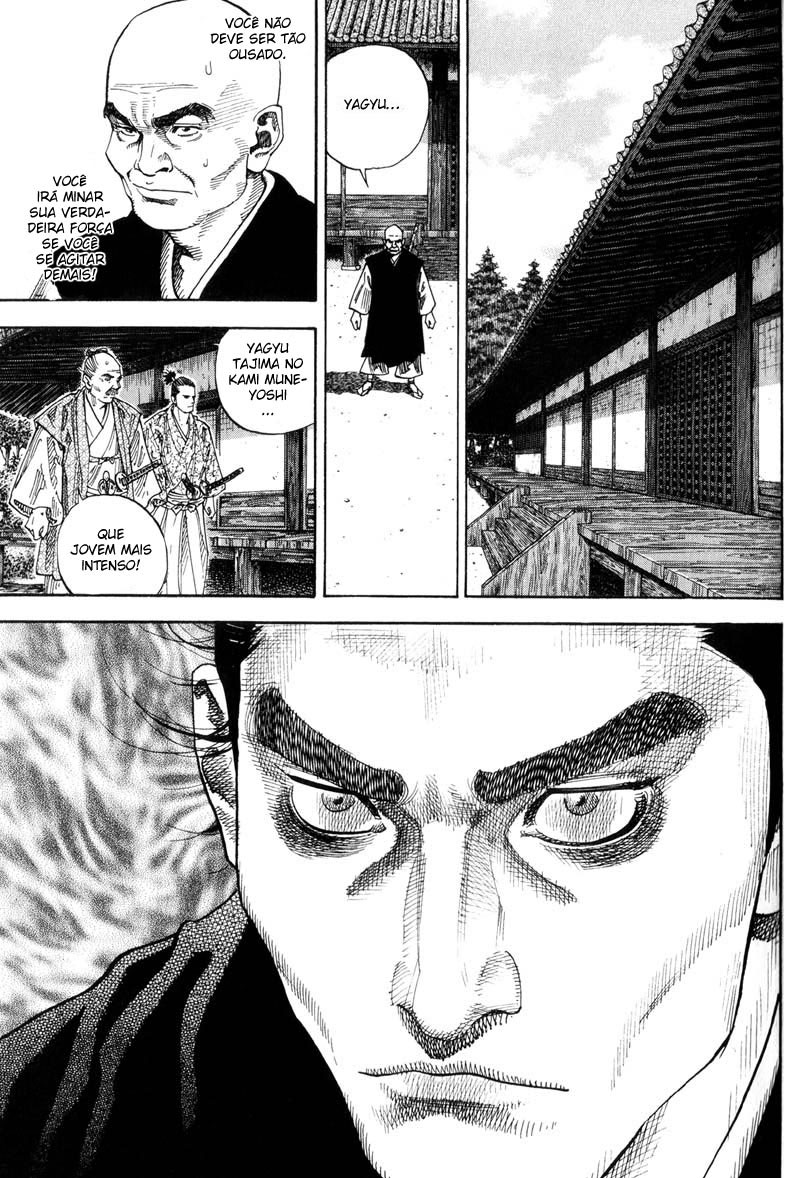 YAGYU...
VOCÊ NÃO
DEVE SER TÃO
OUSADO.
VOCÊ
IRÁ MINAR
SUA VERDA-
DEIRA FORÇA
SE VOCÊ
SE AGITAR
DEMAIS!
YAGYU
TAJIMA NO
KAMI MUNE-
YOSHI
...
QUE
JOVEM MAIS
INTENSO!